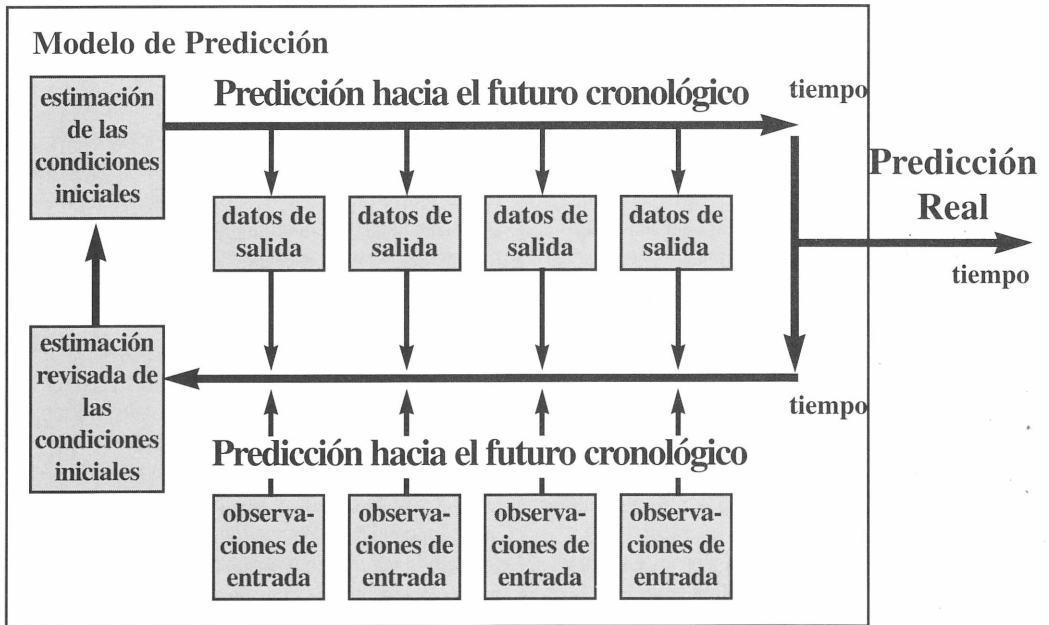 Modelo de Predicción
estimación
de las
condiciones
iniciales
Predicción hacia el futuro cronológico
tiempo
Predicción
Real
tiempo
datos de
salida
datos de
salida
datos de
salida
datos de
salida
estimación
revisada de
las
condiciones
iniciales
tiempo
Predicción hacia el futuro cronológico
observa-
ciones de
entrada
observa-
ciones de
entrada
observa-
ciones de
entrada
observa-
ciones de
entrada